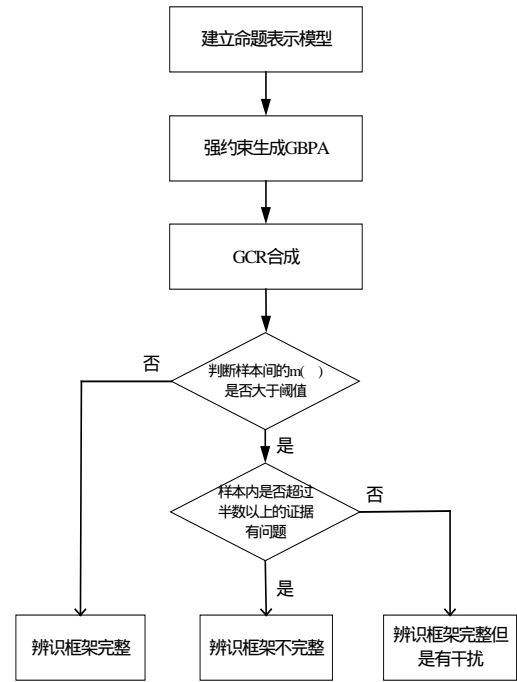 建立命题表示模型
强约束生成GBPA
GCR合成
判断样本间的m( )
是否大于阈值
否
是
样本内是否超过
半数以上的证据
有问题
否
是
辨识框架完整
辨识框架不完整
辨识框架完整但
是有干扰